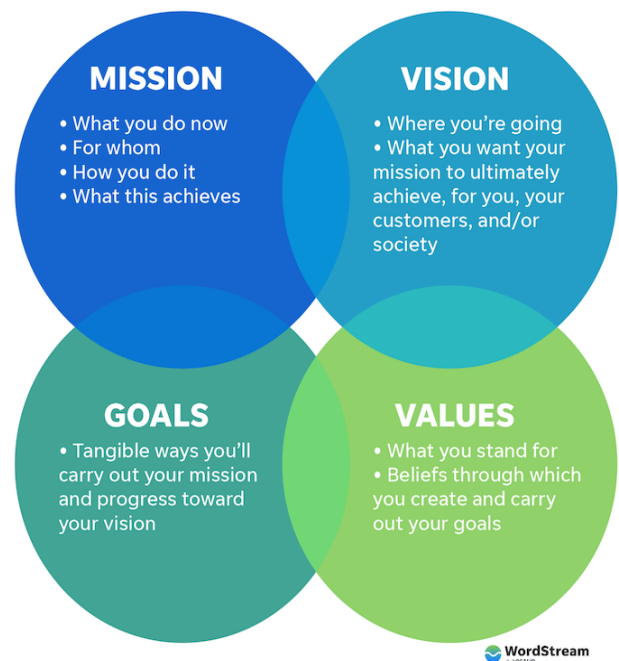 MISSION
• What you do now
• For whom
• How you do it
• What this achieves
VISION
• Where you’re going
• What you want your
mission to ultimately
achieve, for you, your
customers, and/or
society
GOALS
• Tangible ways you’ll
carry out your mission
and progress toward
your vision
VALUES
• What you stand for
• Beliefs through which
you create and carry
out your goals
WordStream